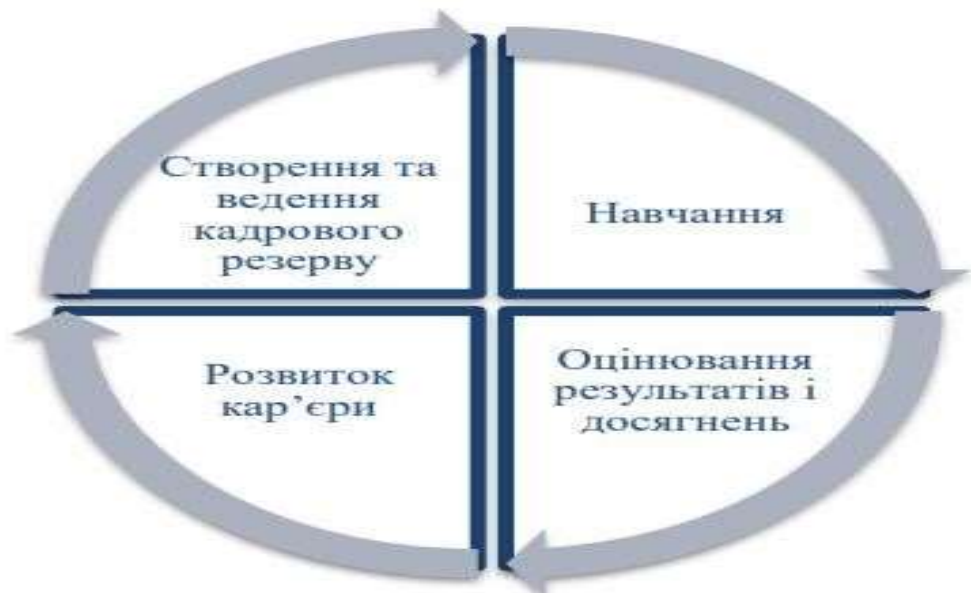 Створення та
ведення
кадрового
резерву
Навчання
Розвиток
кар’єри
Оцінювання
результатів і
досягнень